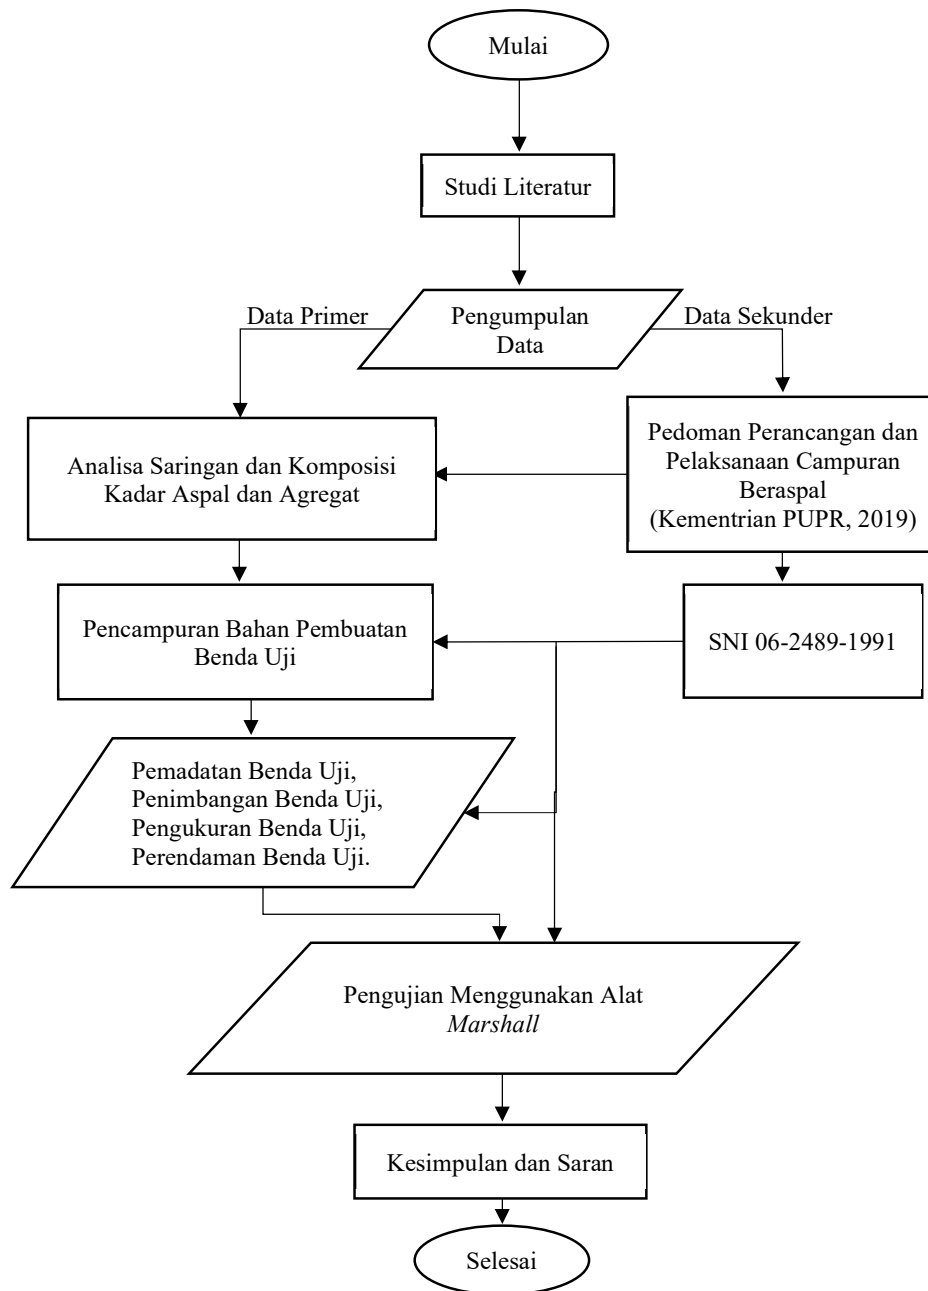 Mulai
Studi Literatur
Data Primer
Pengumpulan
Data
Data Sekunder
Analisa Saringan dan Komposisi
Kadar Aspal dan Agregat
Pedoman Perancangan dan
Pelaksanaan Campuran
Beraspal
(Kementrian PUPR, 2019)
Pencampuran Bahan Pembuatan
Benda Uji
SNI 06-2489-1991
Pemadatan Benda Uji,
Penimbangan Benda Uji,
Pengukuran Benda Uji,
Perendaman Benda Uji.
Pengujian Menggunakan Alat
Marshall
Kesimpulan dan Saran
Selesai